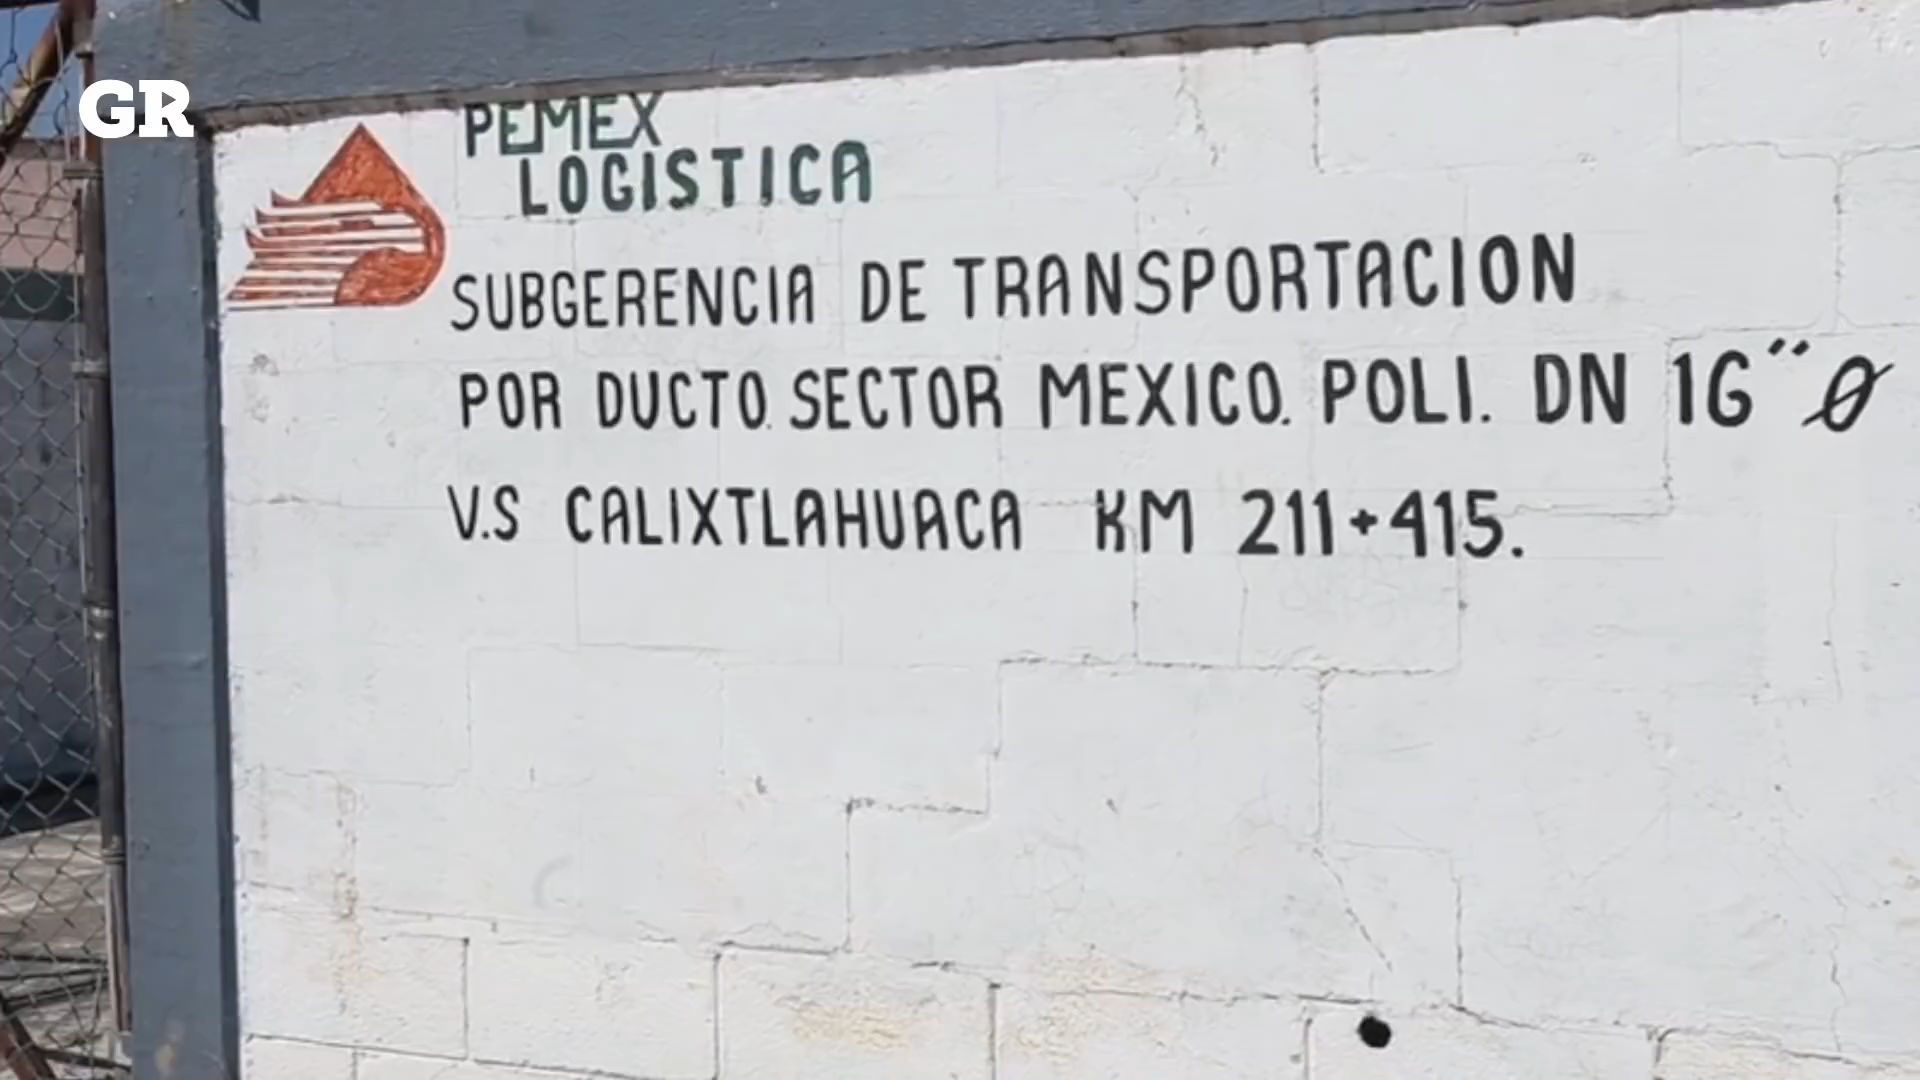 GR
PEMEX
LOGISTICA
SUBGERENCIA DE TRANSPORTACION
POR DUCTO. SECTOR MEXICO. POLI. DN 16"Ø
V.S CALIXTLAHUACA KM 211+415.